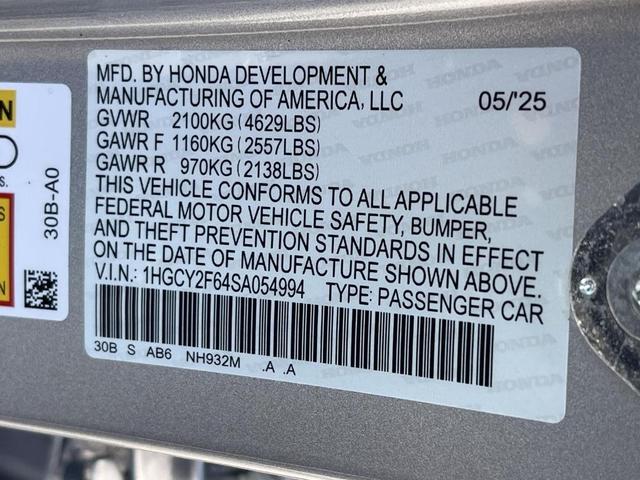 MFD. BY HONDA DEVELOPMENT &
MANUFACTURING OF AMERICA, LLC 05/'25
GVWR 2100KG (4629LBS)
GAWR F 1160KG (2557LBS)
GAWR R 970KG (2138LBS)
THIS VEHICLE CONFORMS TO ALL APPLICABLE
FEDERAL MOTOR VEHICLE SAFETY, BUMPER,
AND THEFT PREVENTION STANDARDS IN EFFECT
ON THE DATE OF MANUFACTURE SHOWN ABOVE.
V.I.N.: 1HGCY2F64SA054994 TYPE: PASSENGER CAR
30B S AB6 NH932M .A .A
30B-A0
HONDA